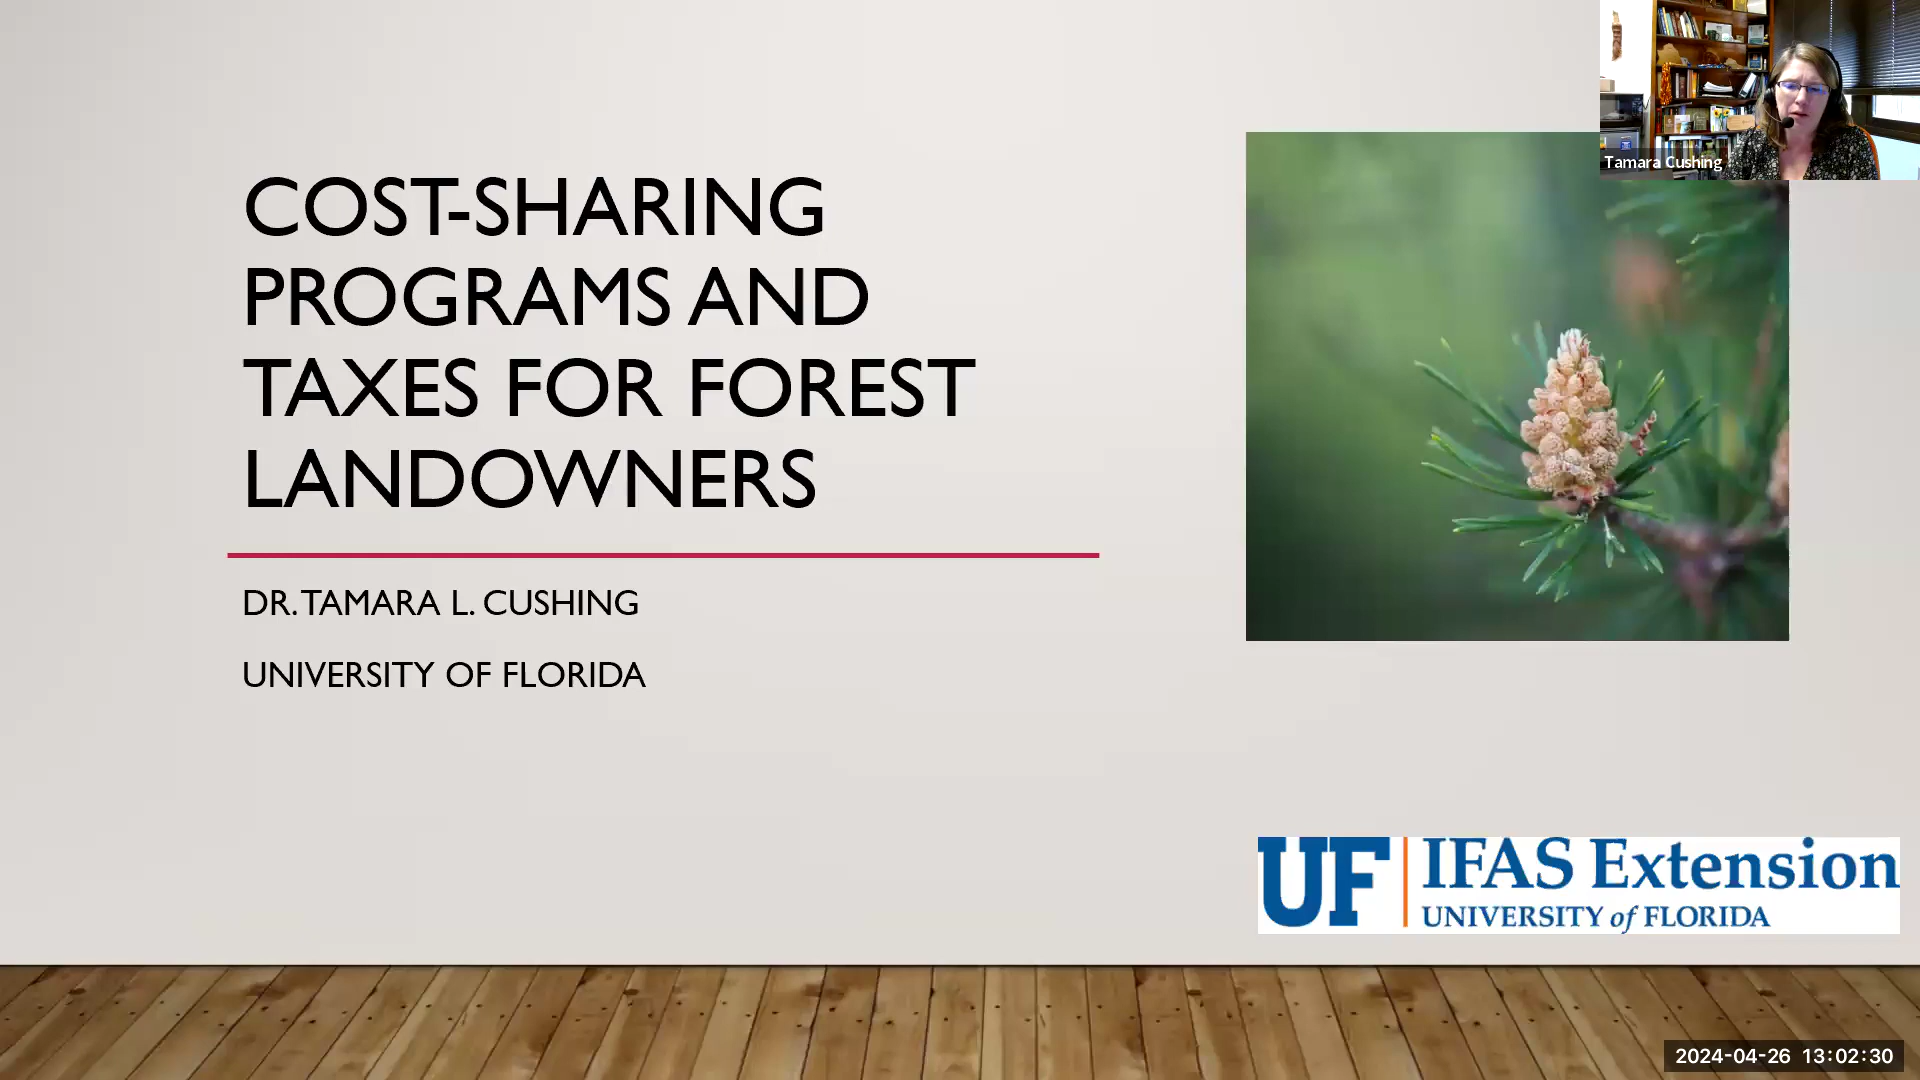 COST-SHARING
PROGRAMS AND
TAXES FOR FOREST
LANDOWNERS
DR. TAMARA L. CUSHING
UNIVERSITY OF FLORIDA
Tamara Cushing
UF IFAS Extension
UNIVERSITY of FLORIDA
2024-04-26 13:02:30